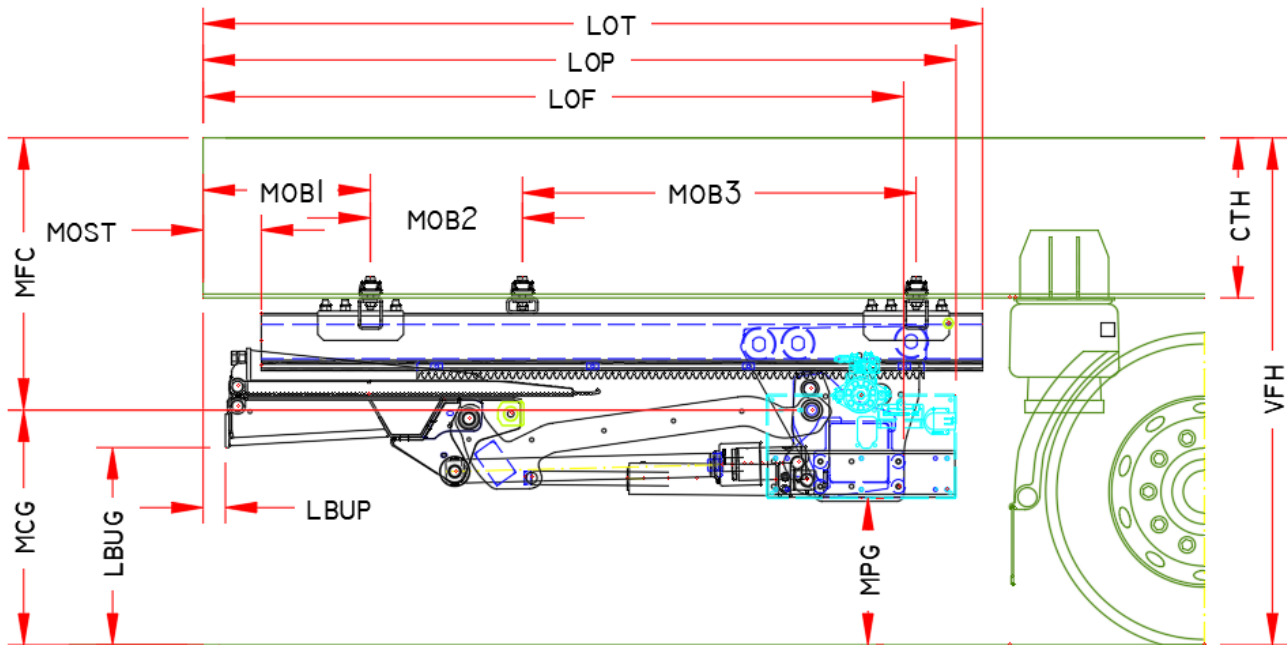 LOT
LOP
LOF
MOB1
MOB2
MOB3
MOST
MFC
CTH
VFH
MCG
LBUG
LBUP
MPG